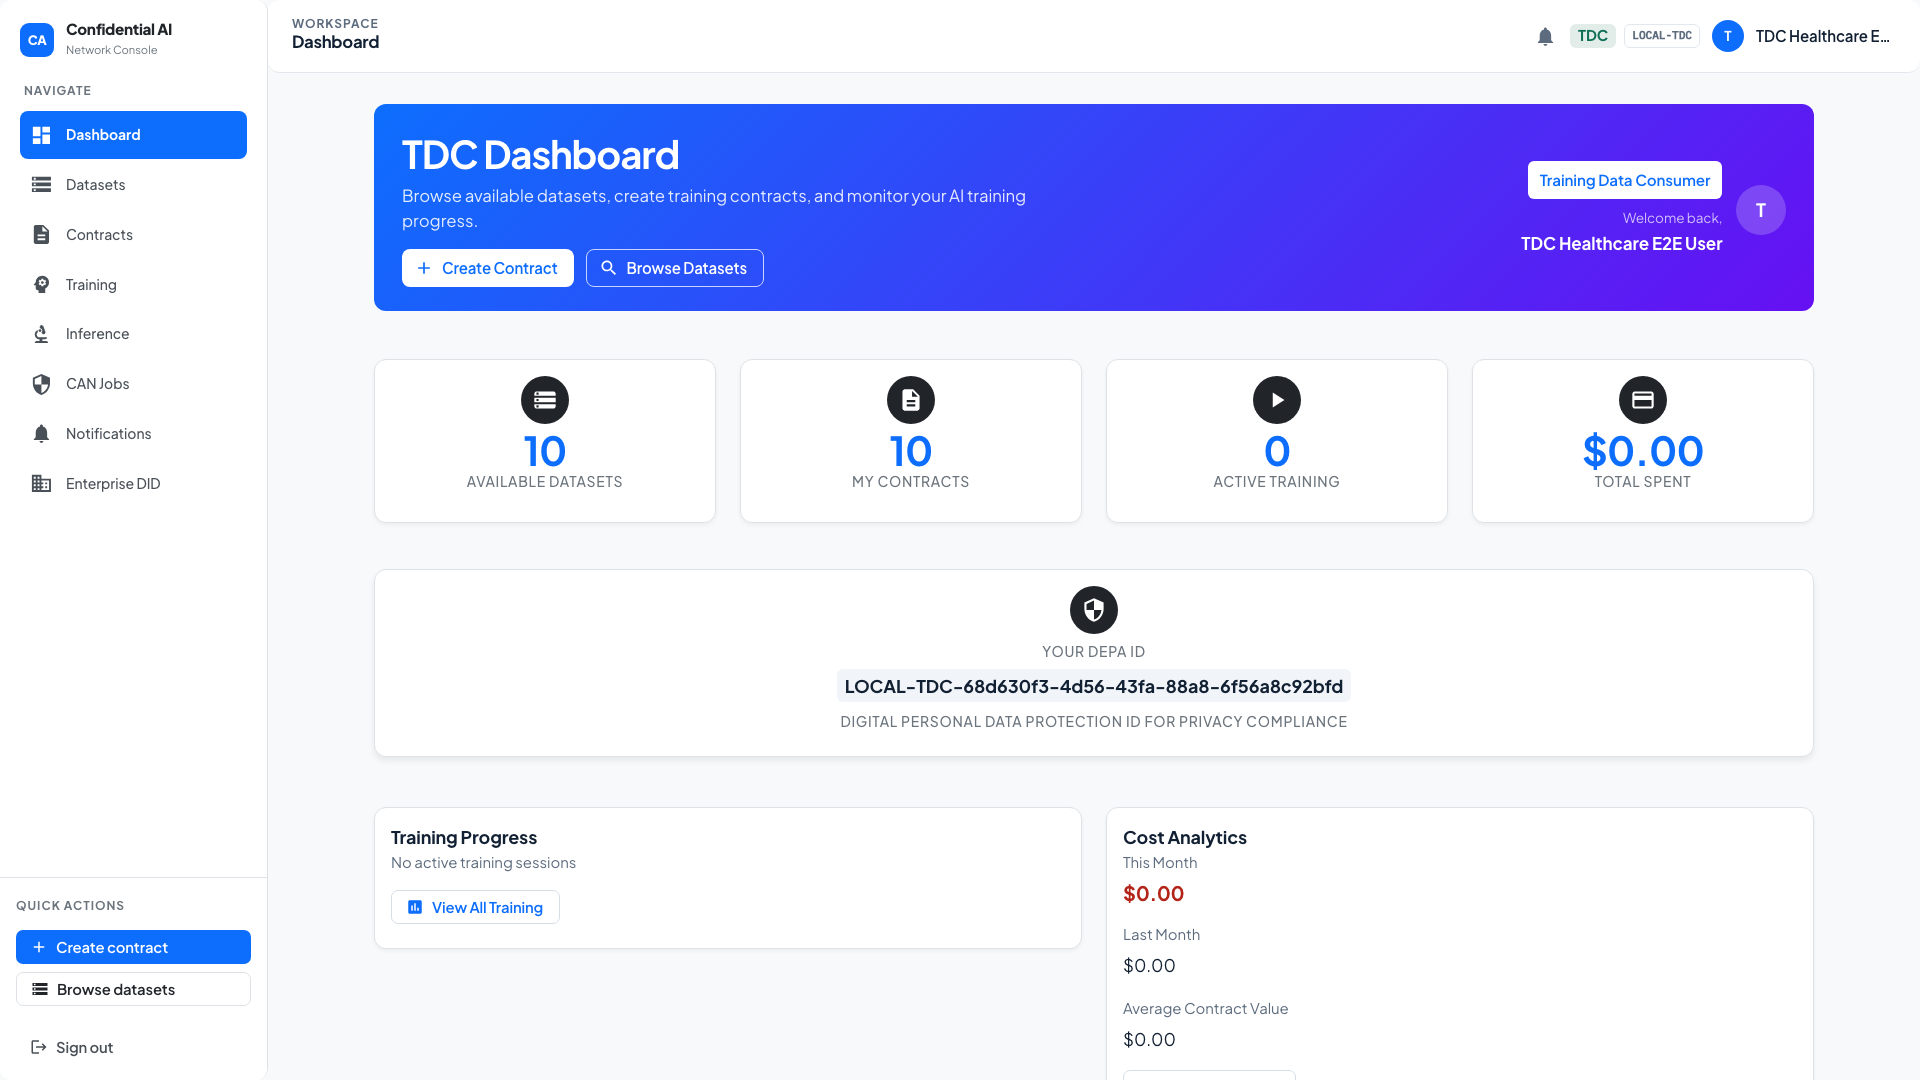 CA
Confidential AI
Network Console
NAVIGATE
Dashboard
Datasets
Contracts
Training
Inference
CAN Jobs
Notifications
Enterprise DID
QUICK ACTIONS
Create contract
Browse datasets
Sign out
WORKSPACE
Dashboard
TDC
LOCAL-TDC
T
TDC Healthcare E...
TDC Dashboard
Browse available datasets, create training contracts, and monitor your AI training
progress.
Create Contract
Browse Datasets
Training Data Consumer
Welcome back,
TDC Healthcare E2E User
T
10
AVAILABLE DATASETS
10
MY CONTRACTS
0
ACTIVE TRAINING
$0.00
TOTAL SPENT
YOUR DEPA ID
LOCAL-TDC-68d630f3-4d56-43fa-88a8-6f56a8c92bfd
DIGITAL PERSONAL DATA PROTECTION ID FOR PRIVACY COMPLIANCE
Training Progress
No active training sessions
View All Training
Cost Analytics
This Month
$0.00
Last Month
$0.00
Average Contract Value
$0.00